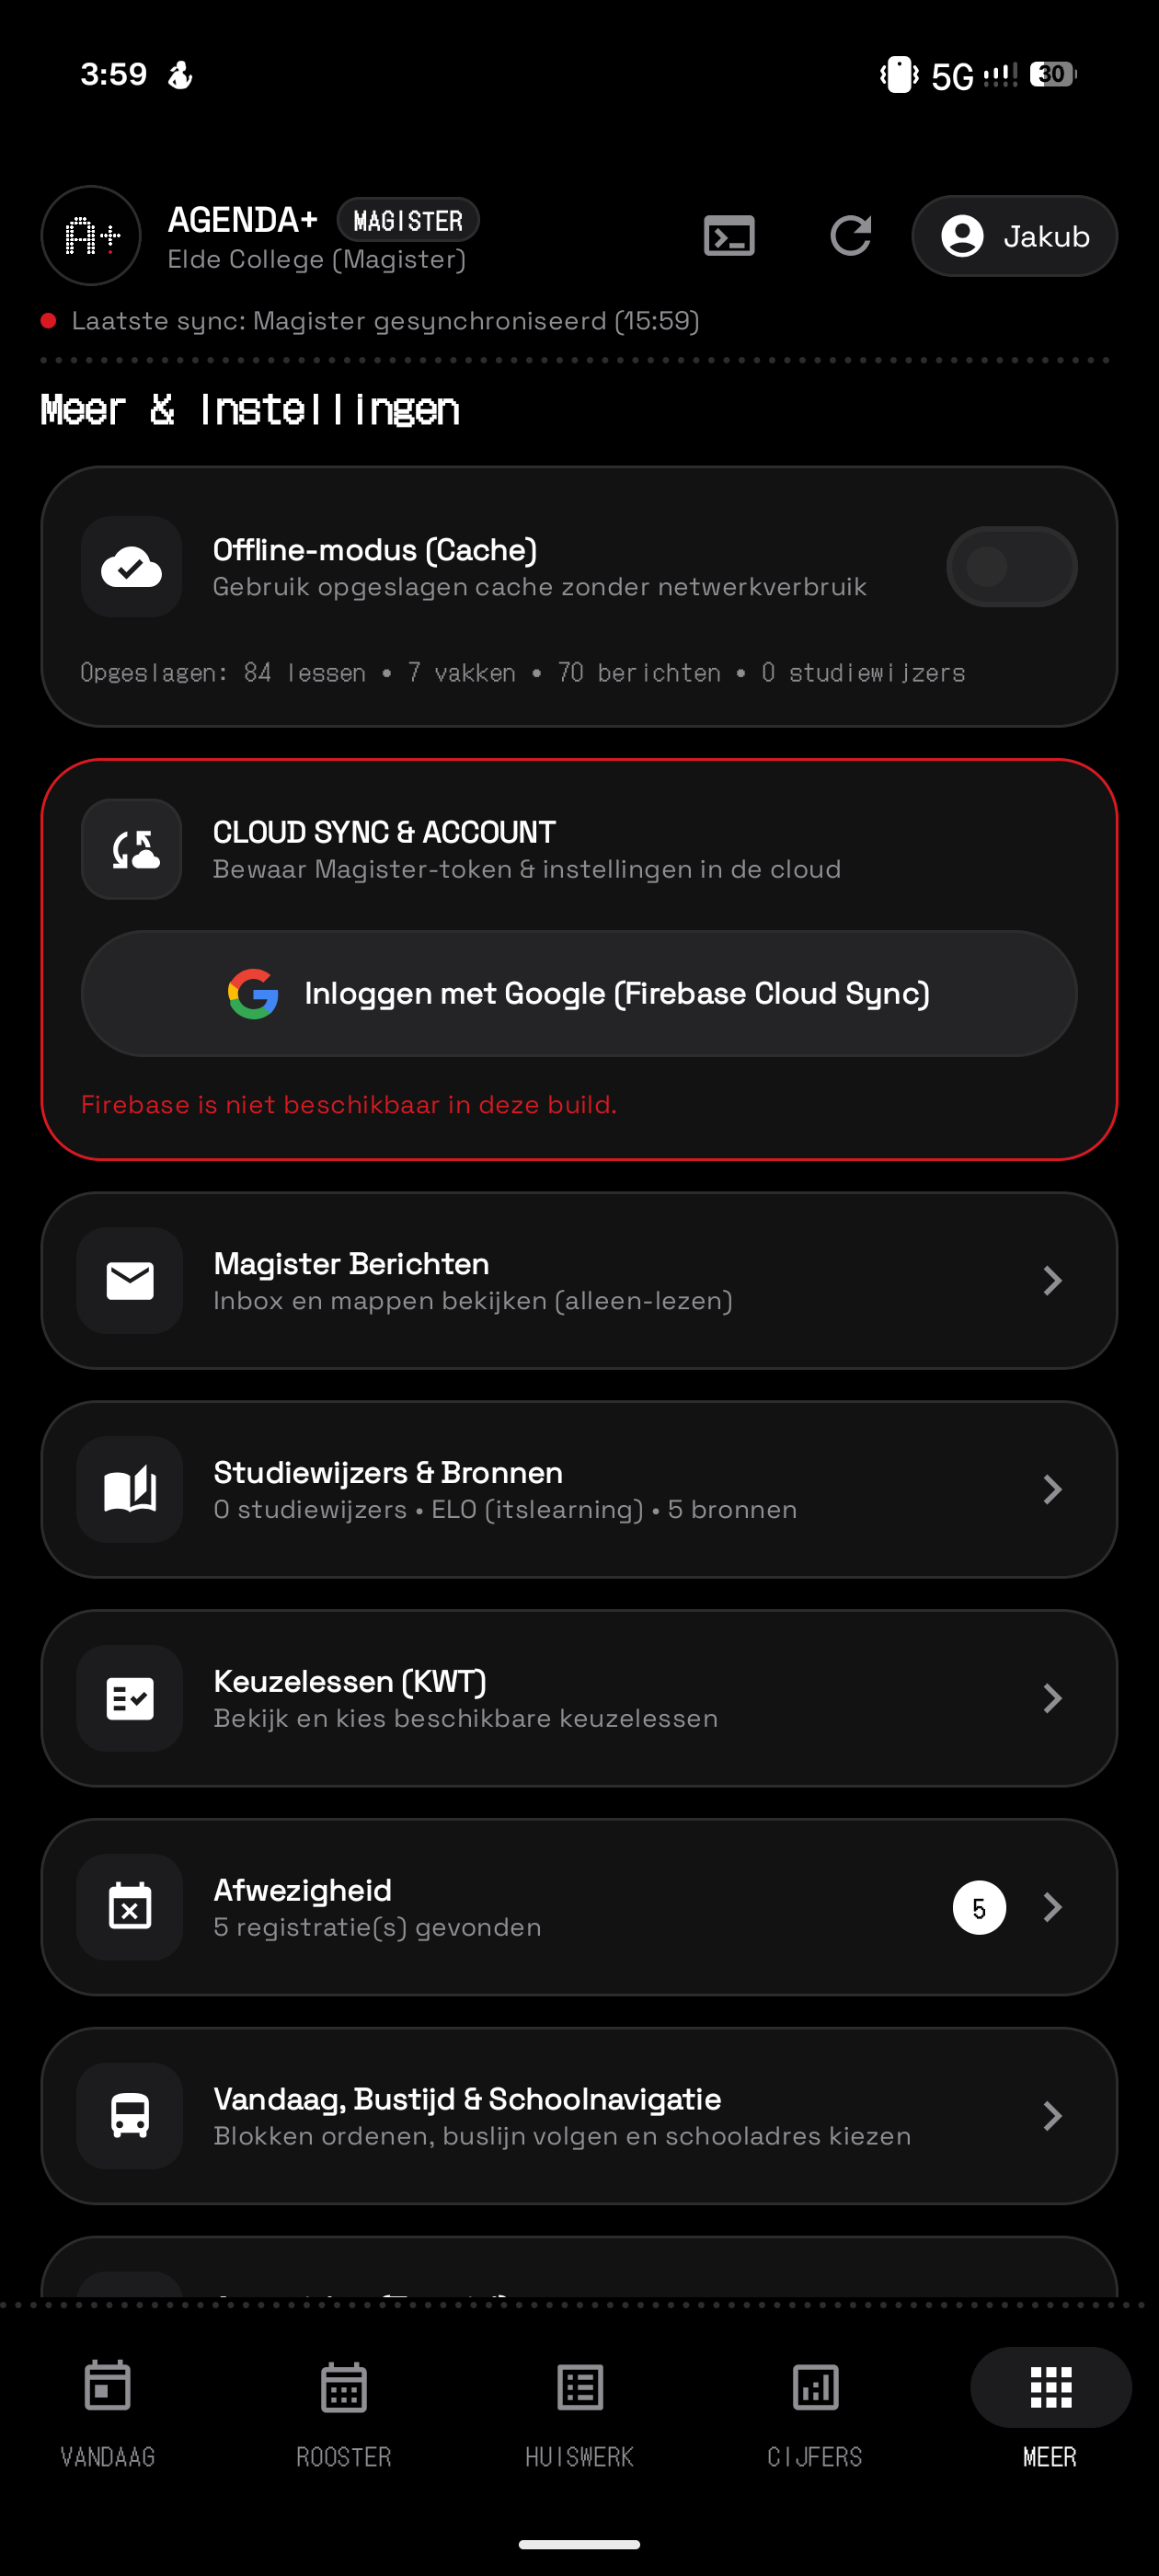 3:59
5G
30
A+
AGENDA+ MAGISTER
Elde College (Magister)
Jakub
Laatste sync: Magister gesynchroniseerd (15:59)
Meer & Instellingen
Offline-modus (Cache)
Gebruik opgeslagen cache zonder netwerkverbruik
Opgeslagen: 84 lessen • 7 vakken • 70 berichten • 0 studiewijzers
CLOUD SYNC & ACCOUNT
Bewaar Magister-token & instellingen in de cloud
Inloggen met Google (Firebase Cloud Sync)
Firebase is niet beschikbaar in deze build.
Magister Berichten
Inbox en mappen bekijken (alleen-lezen)
Studiewijzers & Bronnen
0 studiewijzers • ELO (itslearning) • 5 bronnen
Keuzelessen (KWT)
Bekijk en kies beschikbare keuzelessen
Afwezigheid
5 registratie(s) gevonden
5
Vandaag, Bustijd & Schoolnavigatie
Blokken ordenen, buslijn volgen en schooladres kiezen
VANDAAG
ROOSTER
HUISWERK
CIJFERS
MEER